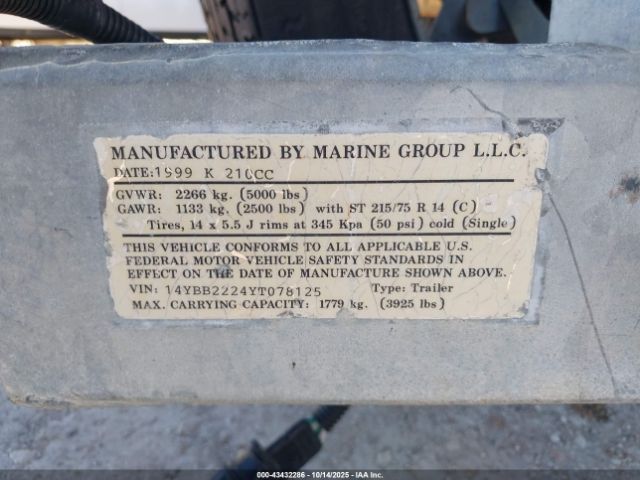 MANUFACTURED BY MARINE GROUP L.L.C.
DATE:1999 K 210CC
GVWR: 2266 kg. (5000 lbs)
GAWR: 1133 kg. (2500 lbs) with ST 215/75 R 14 (C)
Tires, 14 x 5.5 J rims at 345 Kpa (50 psi) cold (Single)
THIS VEHICLE CONFORMS TO ALL APPLICABLE U.S.
FEDERAL MOTOR VEHICLE SAFETY STANDARDS IN
EFFECT ON THE DATE OF MANUFACTURE SHOWN ABOVE.
VIN: 14YBB2224YT078125 Type: Trailer
MAX. CARRYING CAPACITY: 1779 kg. (3925 lbs)
000-43432286 - 10/14/2025 - Copyright © 2025 IAA, Inc.